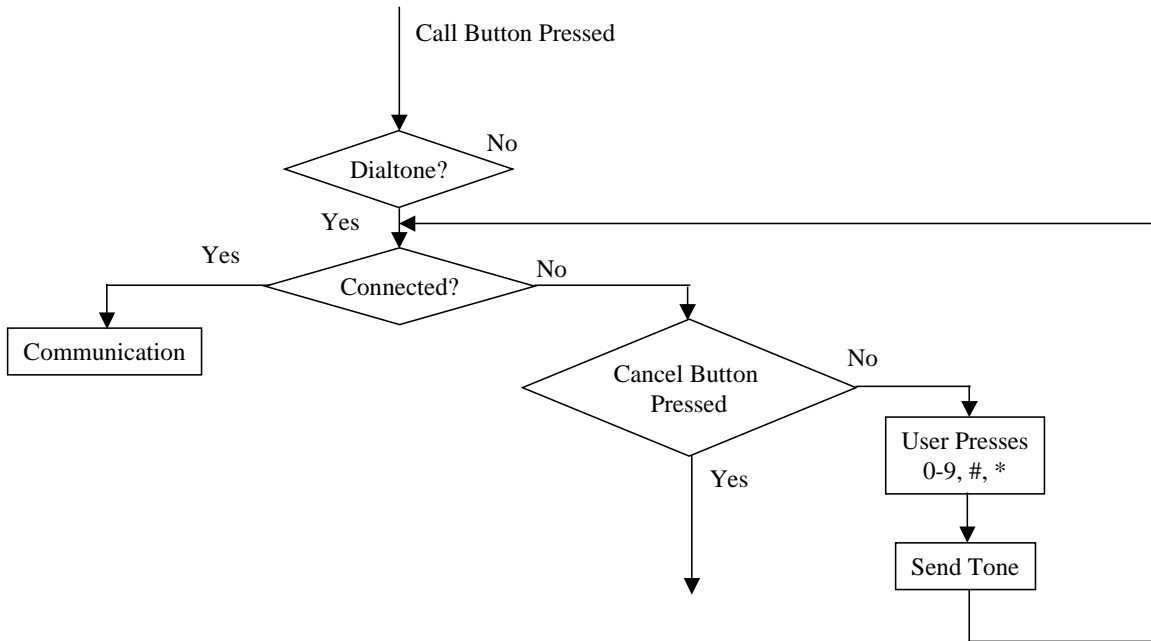 Call Button Pressed
No
Dialtone?
Yes
Yes
No
Connected?
Communication
No
Cancel Button
Pressed
User Presses
0-9, #, *
Yes
Send Tone